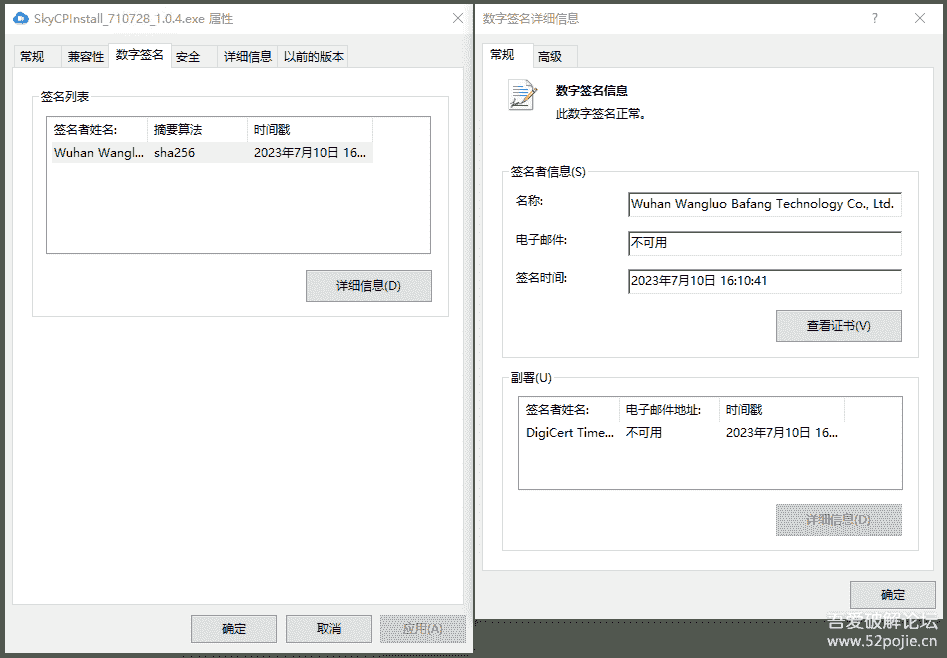 SkyCPInstall_710728_1.0.4.exe 属性
常规 兼容性 数字签名 安全 详细信息 以前的版本
签名列表
签名者姓名: 摘要算法 时间戳
Wuhan Wangl... sha256 2023年7月10日 16...
详细信息(D)
确定 取消 应用(A)
数字签名详细信息 ?
常规 高级
数字签名信息
此数字签名正常。
签名者信息(S)
名称: Wuhan Wangluo Bafang Technology Co., Ltd.
电子邮件: 不可用
签名时间: 2023年7月10日 16:10:41
查看证书(V)
副署(U)
签名者姓名: 电子邮件地址: 时间戳
DigiCert Time... 不可用 2023年7月10日 16...
详细信息(D)
确定
吾爱破解论坛
www.52pojie.cn